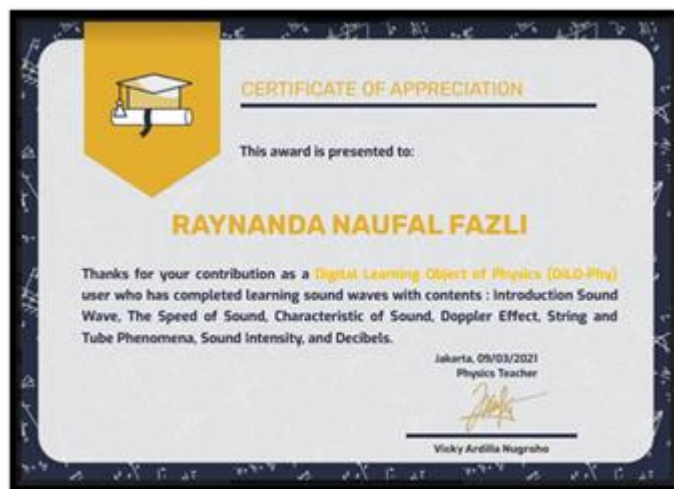 CERTIFICATE OF APPRECIATION
This award is presented to:
RAYNANDA NAUFAL FAZLI
Thanks for your contribution as a Digital Learning Object of Physics (DiLO-Phy)
user who has completed learning sound waves with contents : Introduction Sound
Wave, The Speed of Sound, Characteristic of Sound, Doppler Effect, String and
Tube Phenomena, Sound Intensity, and Decibels.
Jakarta, 09/03/2021
Physics Teacher
Vicky Ardilla Nugroho